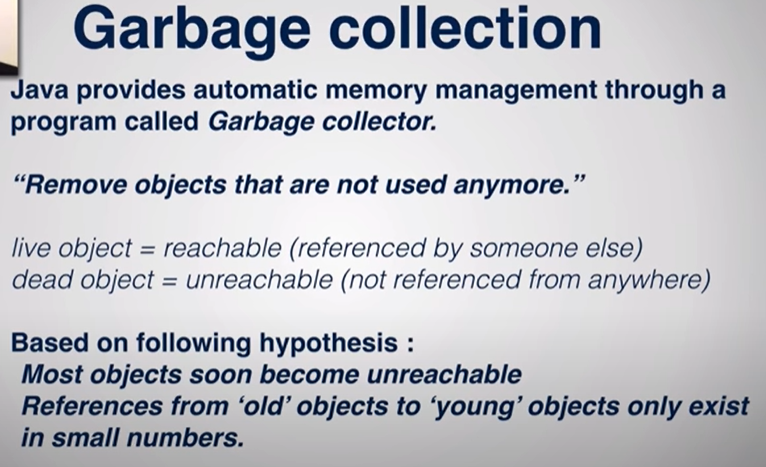 Garbage collection
Java provides automatic memory management through a
program called Garbage collector.
“Remove objects that are not used anymore.”
live object = reachable (referenced by someone else)
dead object = unreachable (not referenced from anywhere)
Based on following hypothesis :
Most objects soon become unreachable
References from ‘old’ objects to ‘young’ objects only exist
in small numbers.